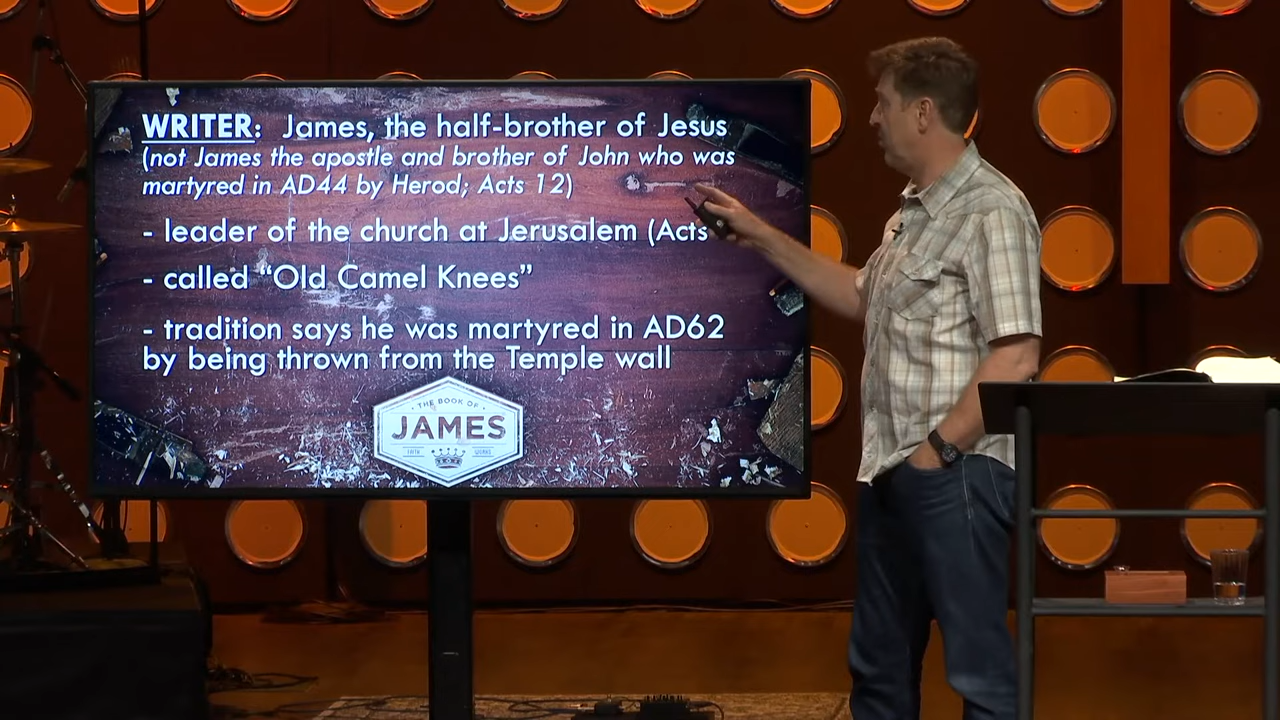 WRITER: James, the half-brother of Jesus
(not James the apostle and brother of John who was
martyred in AD44 by Herod; Acts 12)
- leader of the church at Jerusalem (Acts
- called “Old Camel Knees”
- tradition says he was martyred in AD62
by being thrown from the Temple wall
THE BOOK OF
JAMES
FAITH WORKS